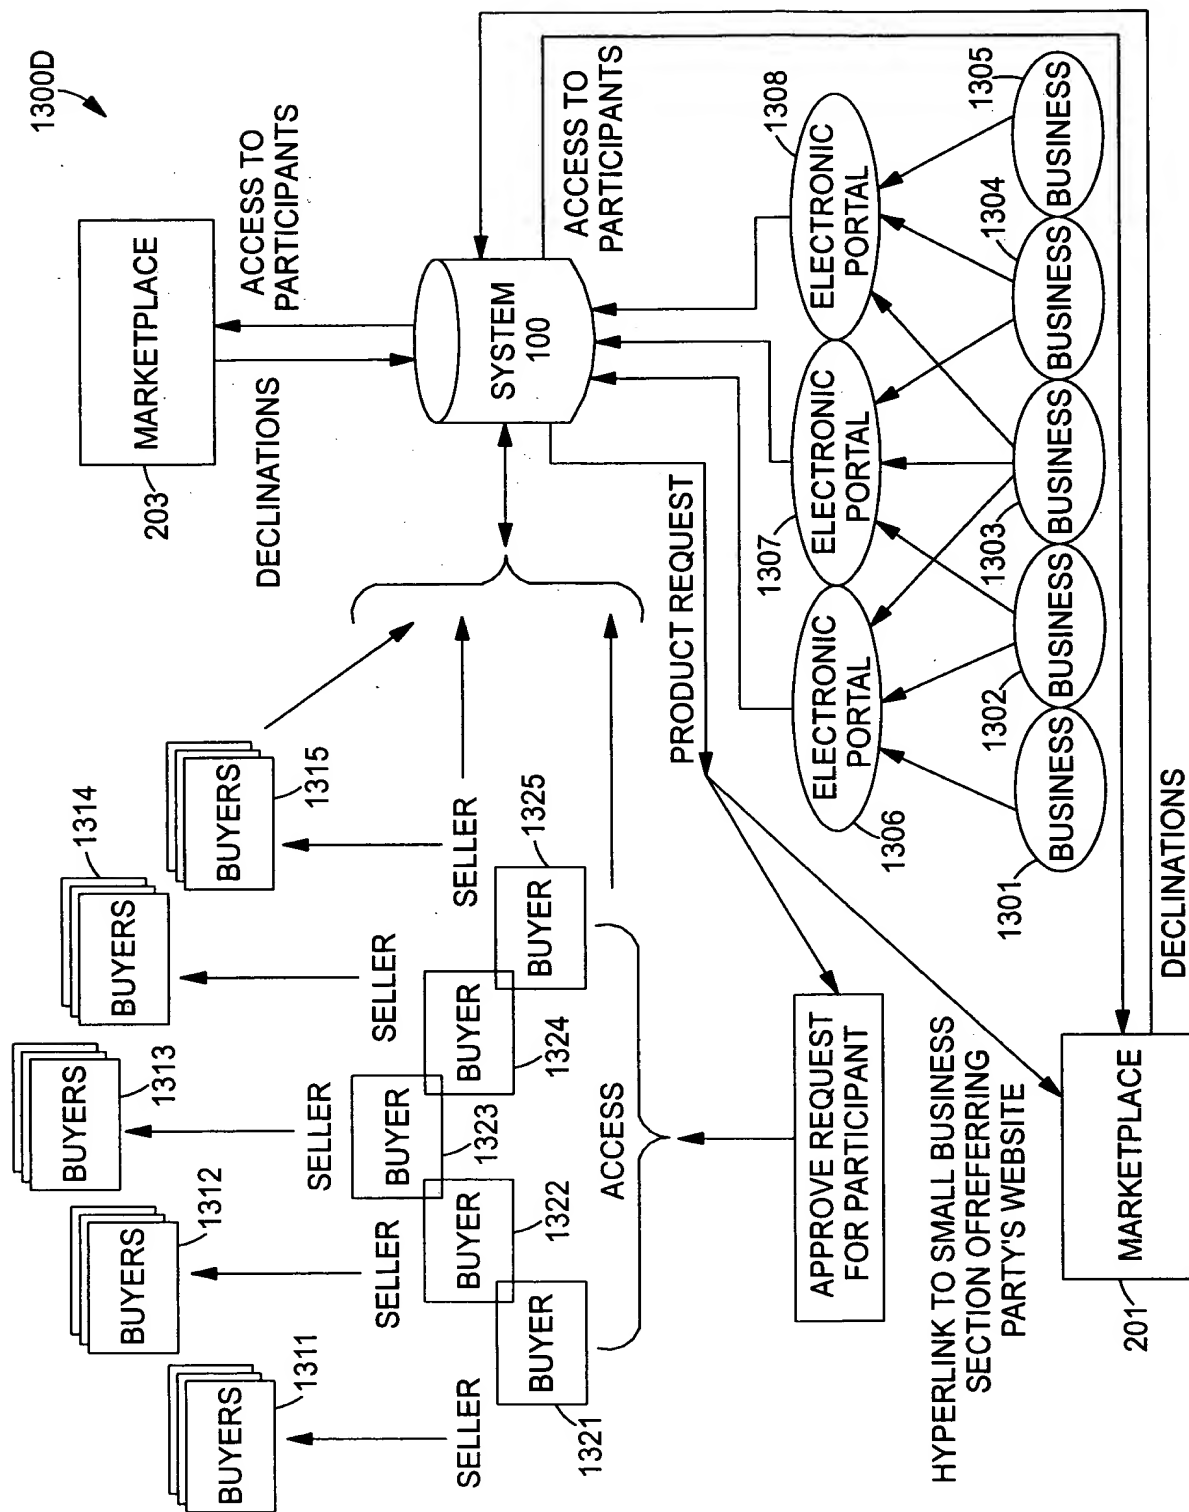 1300D
MARKETPLACE
203
ACCESS TO
PARTICIPANTS
DECLINATIONS
SYSTEM
100
ACCESS TO
PARTICIPANTS
PRODUCT REQUEST
BUYERS
1311
BUYERS
1312
BUYERS
1313
BUYERS
1314
BUYERS
1315
SELLER
SELLER
SELLER
SELLER
SELLER
BUYER
1321
BUYER
1322
BUYER
1323
BUYER
1324
BUYER
1325
ACCESS
APPROVE REQUEST
FOR PARTICIPANT
HYPERLINK TO SMALL BUSINESS
SECTION OFREFERRING
PARTY'S WEBSITE
MARKETPLACE
201
DECLINATIONS
ELECTRONIC
PORTAL
1306
ELECTRONIC
PORTAL
1307
ELECTRONIC
PORTAL
1308
BUSINESS
1301
BUSINESS
1302
BUSINESS
1303
BUSINESS
1304
BUSINESS
1305